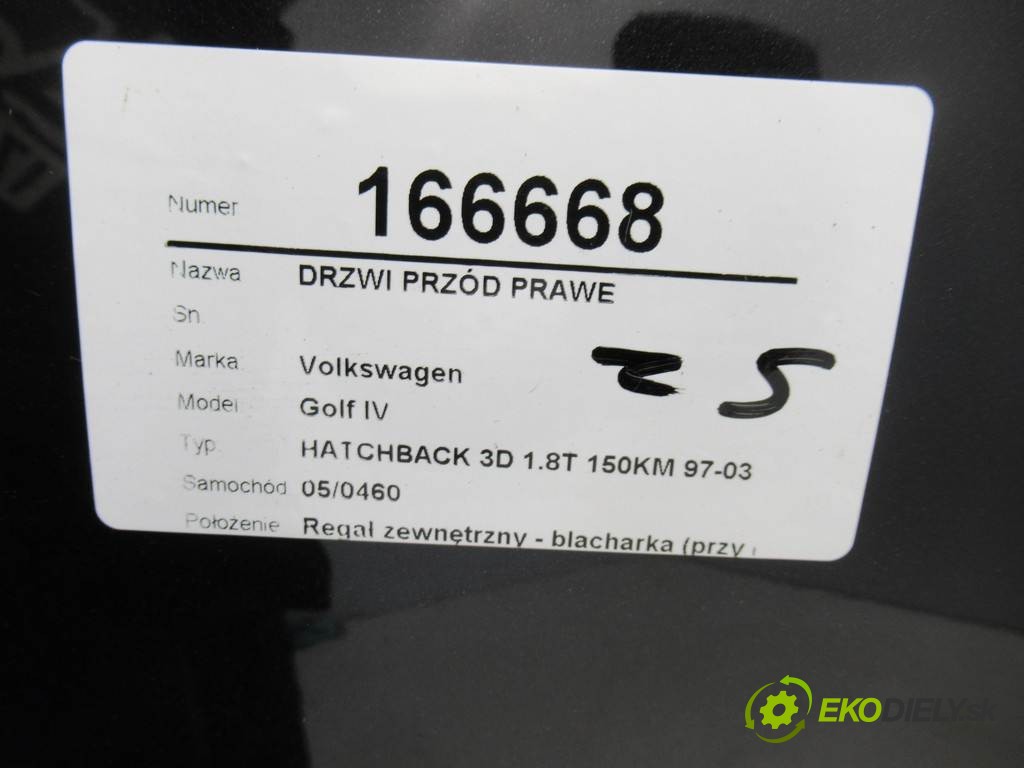 Numer 166668
Nazwa DRZWI PRZÓD PRAWE
Sn
Marka Volkswagen
Model Golf IV
Typ HATCHBACK 3D 1.8T 150KM 97-03
Samochód 05/0460
Położenie Regał zewnętrzny - blacharka (przy
EKODIELY.sk